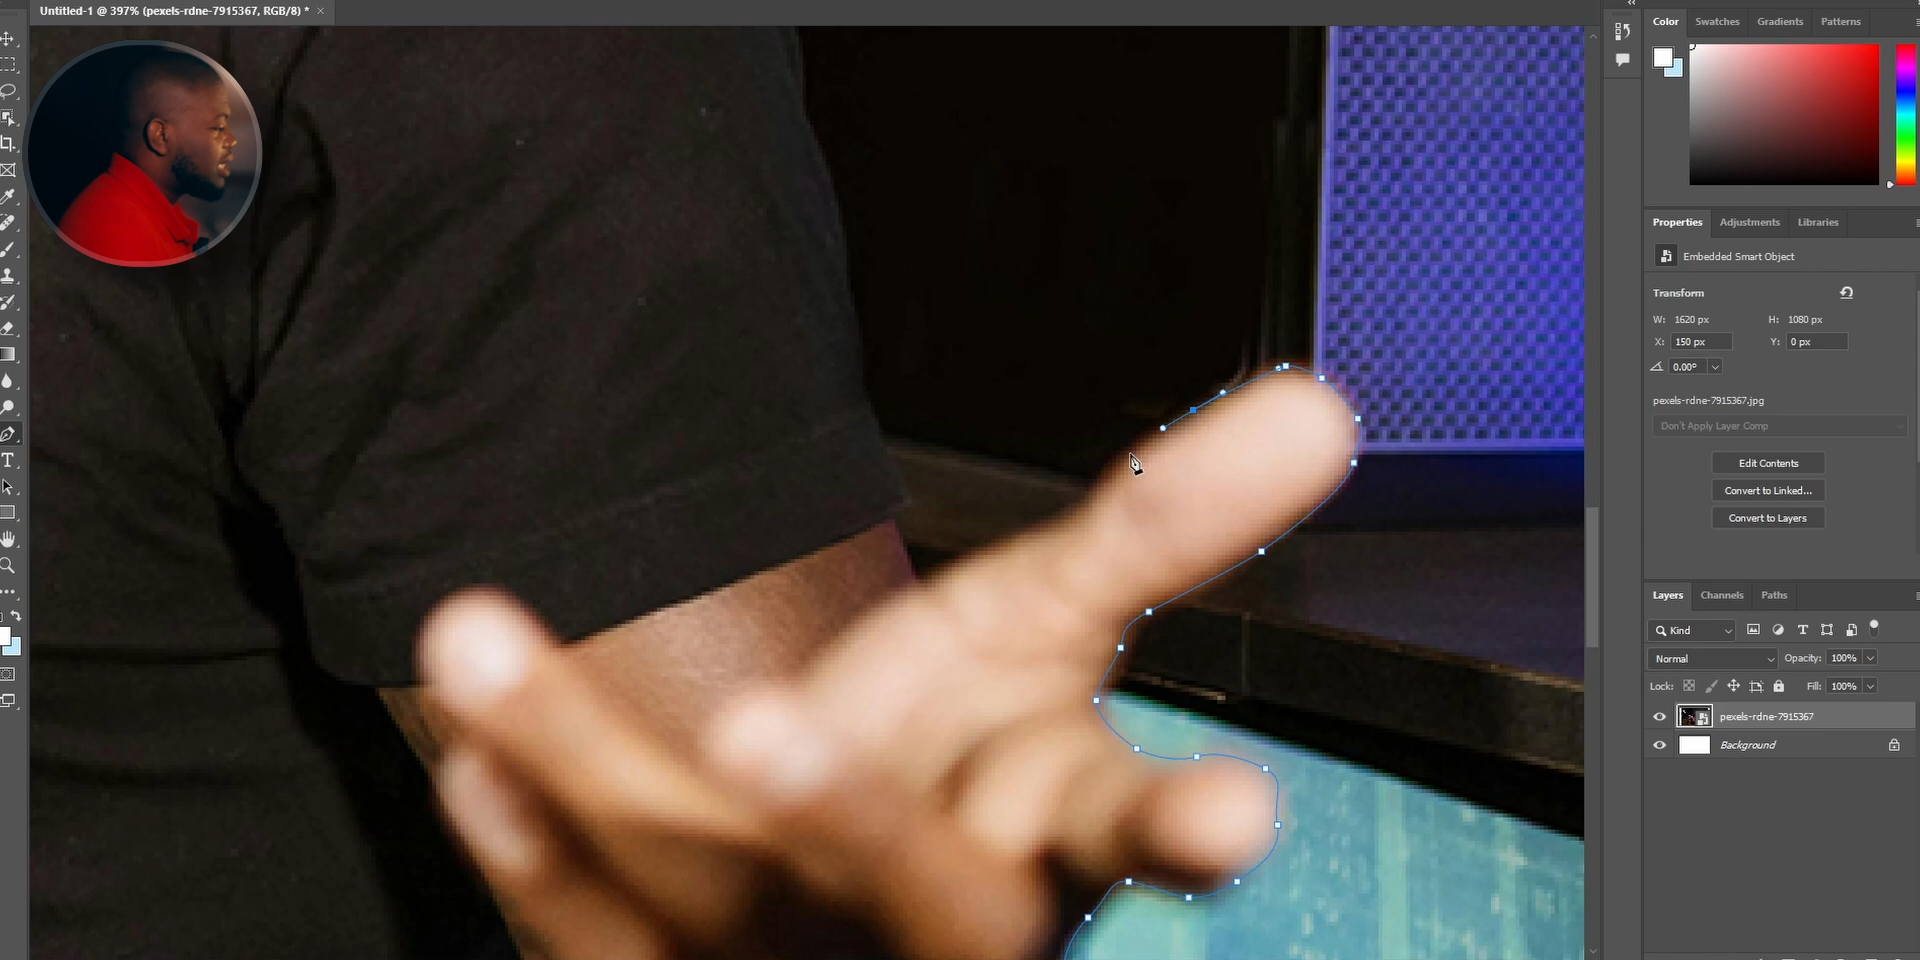 Untitled-1 @ 397% (pexels-rdne-7915367, RGB/8) * ×
Color Swatches Gradients Patterns
Properties Adjustments Libraries
Embedded Smart Object
Transform
W: 1620 px H: 1080 px
X: 150 px Y: 0 px
0.00°
pexels-rdne-7915367.jpg
Don't Apply Layer Comp
Edit Contents
Convert to Linked...
Convert to Layers
Layers Channels Paths
Kind
Normal Opacity: 100%
Lock: Fill: 100%
pexels-rdne-7915367
Background